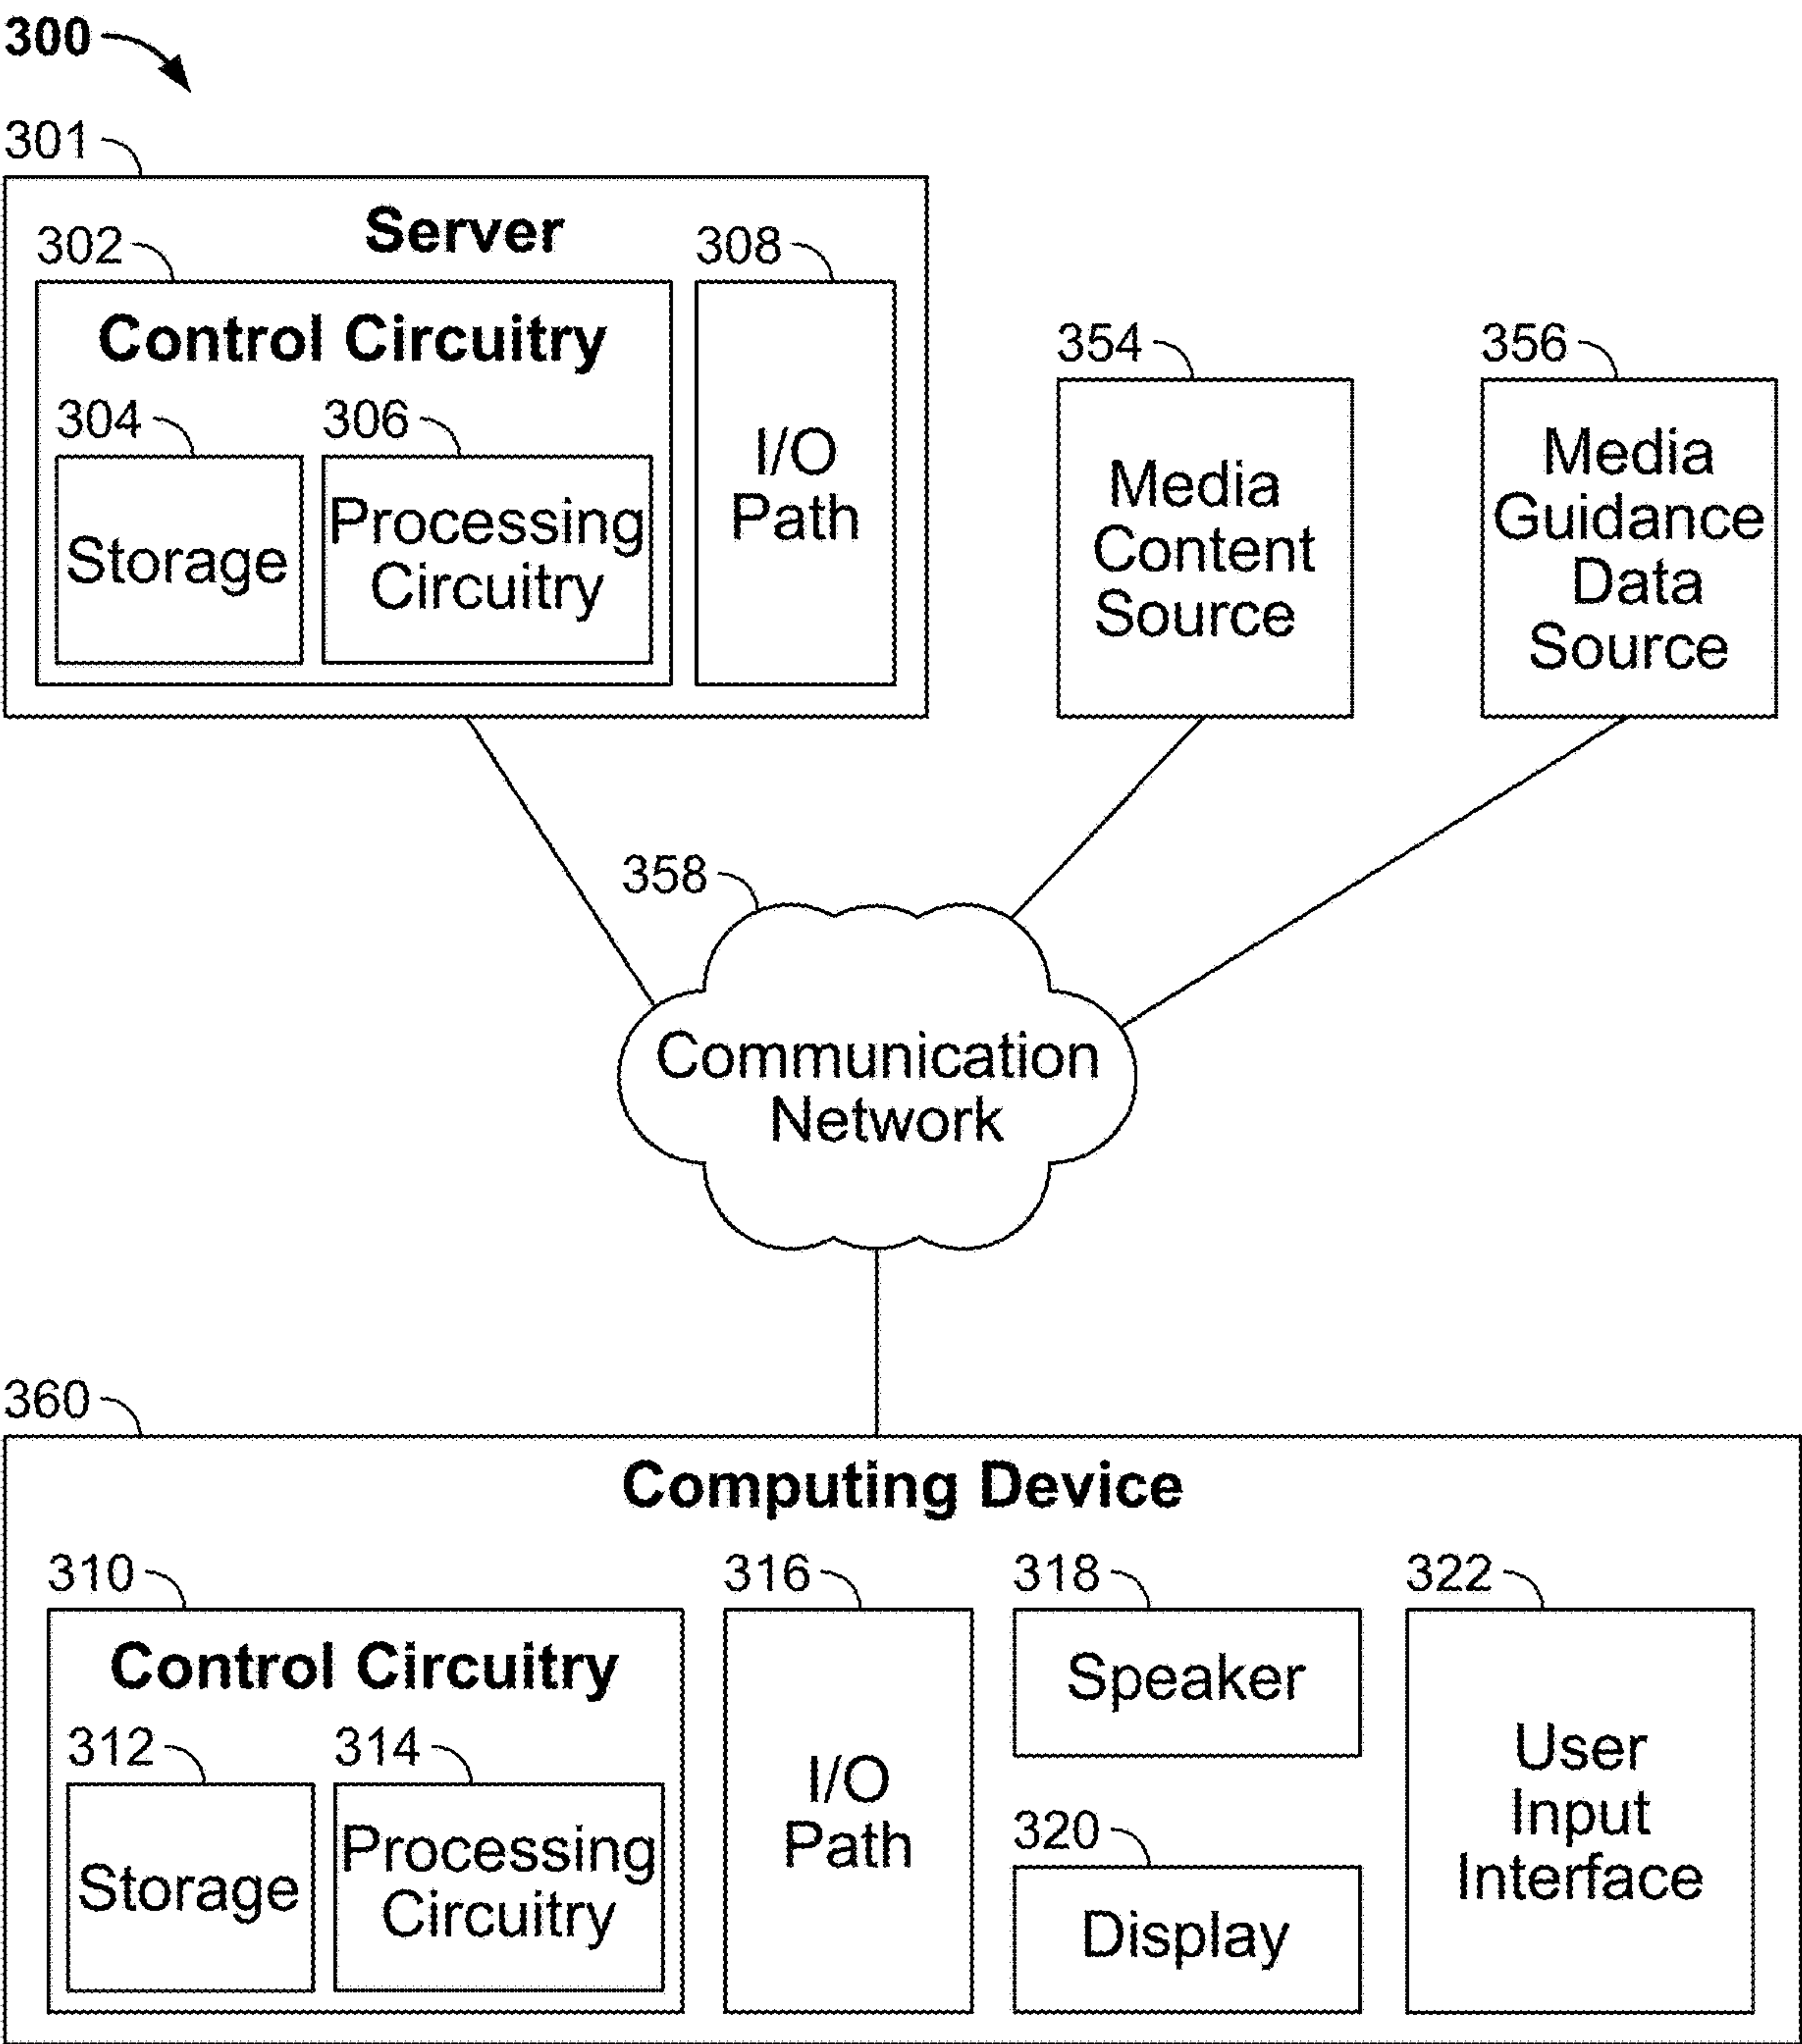 300
301
Server
302
308
Control Circuitry
304
306
Storage
Processing
Circuitry
I/O
Path
354
Media
Content
Source
356
Media
Guidance
Data
Source
358
Communication
Network
360
Computing Device
310
316
318
322
Control Circuitry
312
314
Storage
Processing
Circuitry
I/O
Path
Speaker
320
Display
User
Input
Interface